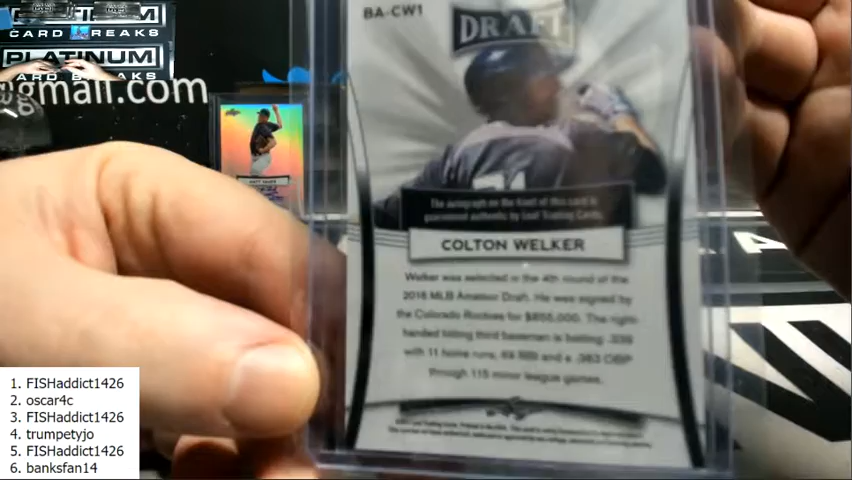 PLATINUM
CARD BREAKS
PLATINUM
CARD BREAKS
@gmail.com
BA-CW1
DRAFT
The autograph on the front of this card is
guaranteed authentic by Leaf Trading Cards.
COLTON WELKER
Welker was selected in the 4th round of the
2016 MLB Amateur Draft. He was signed by
the Colorado Rockies for $855,000. The right-
handed hitting third baseman is batting .339
with 11 home runs, 69 RBI and a .383 OBP
through 115 minor league games.
1. FISHaddict1426
2. oscar4c
3. FISHaddict1426
4. trumpetyjo
5. FISHaddict1426
6. banksfan14